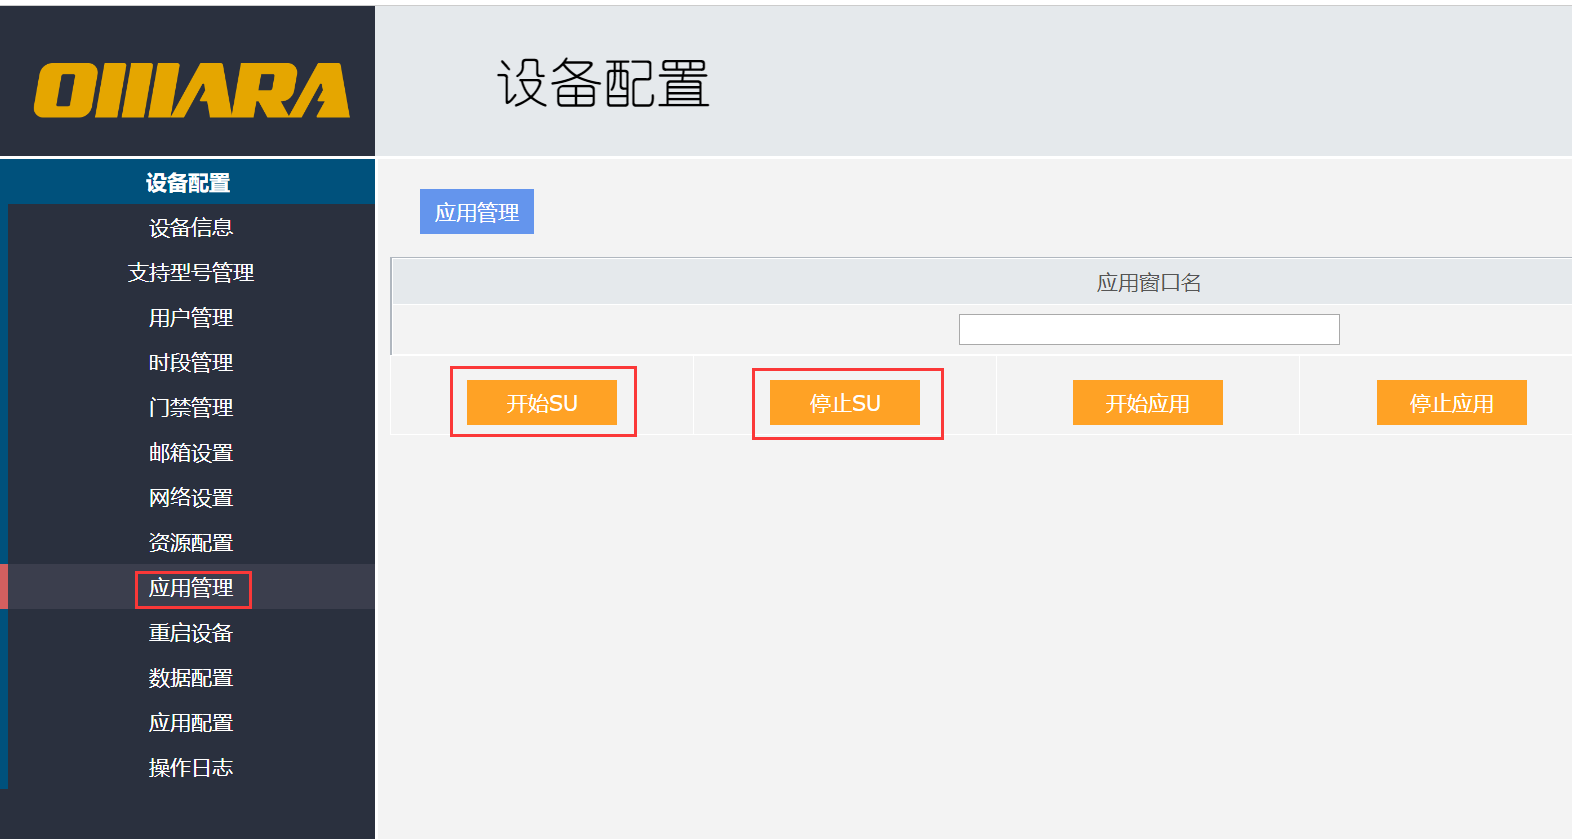 OMARA
设备配置
设备配置
设备信息
支持型号管理
用户管理
时段管理
门禁管理
邮箱设置
网络设置
资源配置
应用管理
重启设备
数据配置
应用配置
操作日志
应用管理
应用窗口名
开始SU
停止SU
开始应用
停止应用